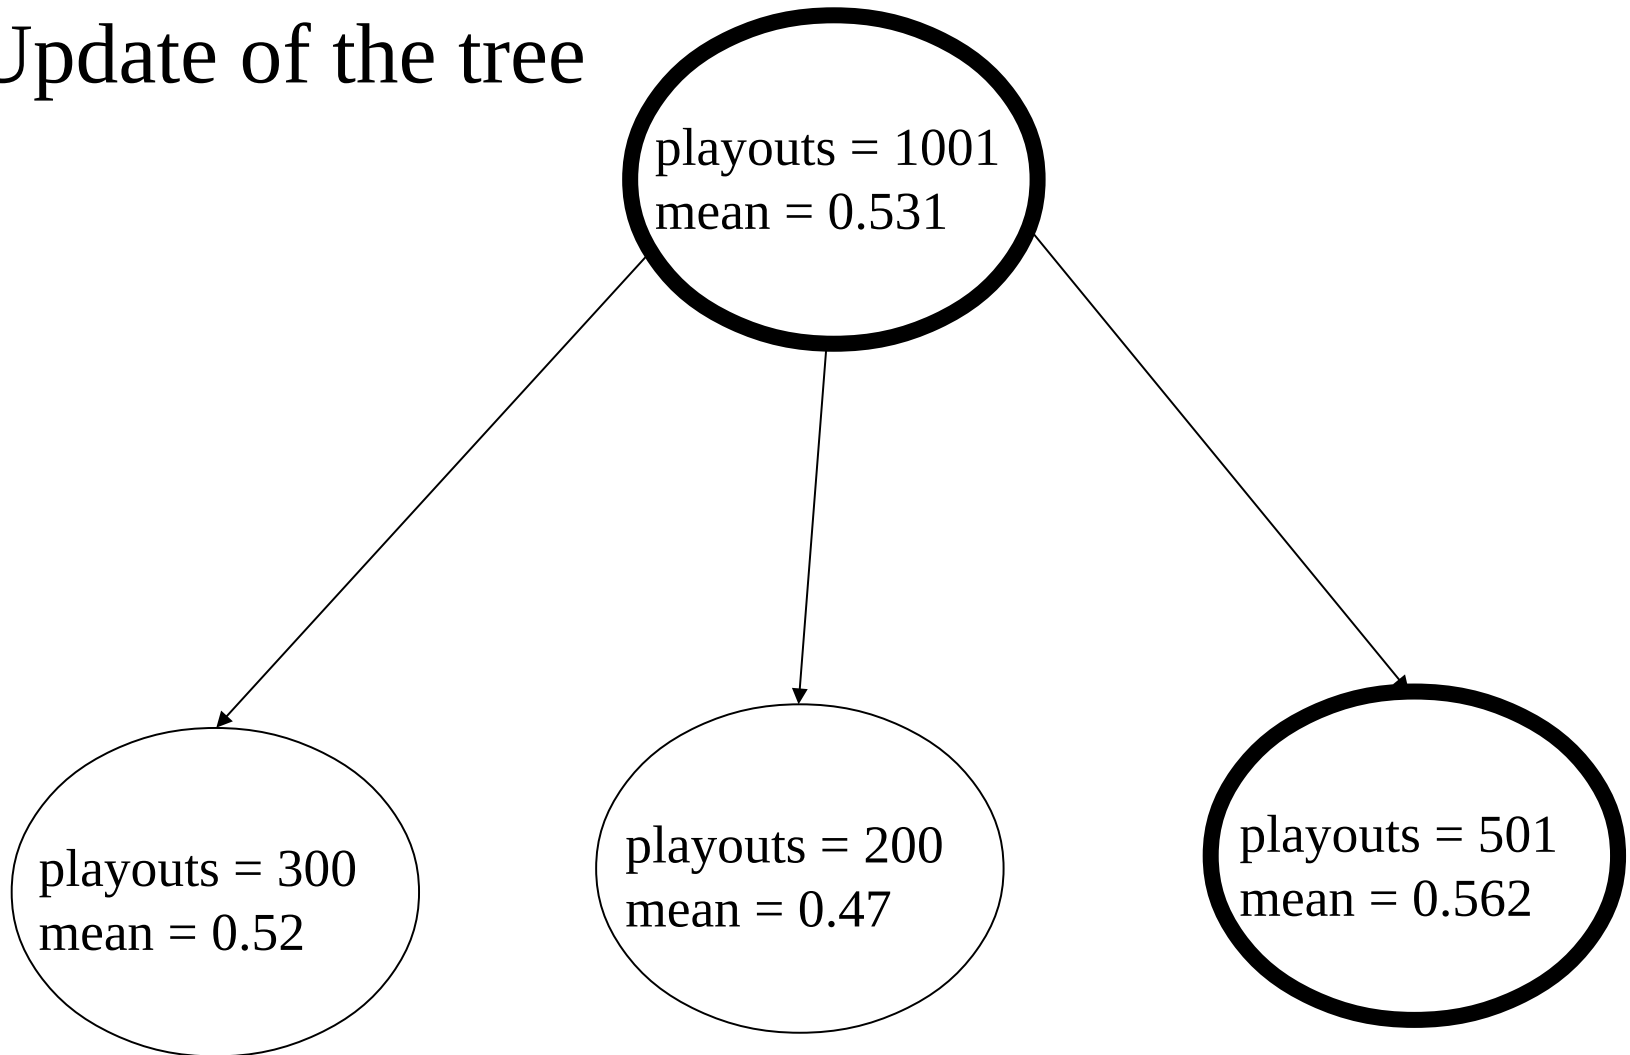 Update of the tree
playouts = 1001
mean = 0.531
playouts = 300
mean = 0.52
playouts = 200
mean = 0.47
playouts = 501
mean = 0.562